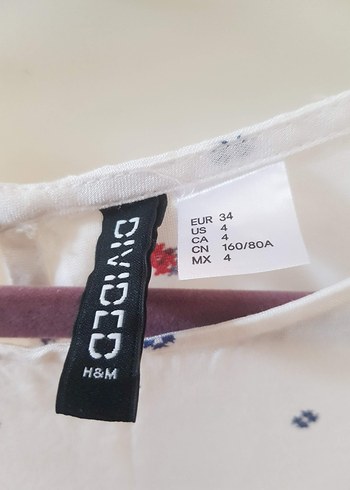 DIVIDED
H&M
EUR 34
US 4
CA 4
CN 160/80A
MX 4